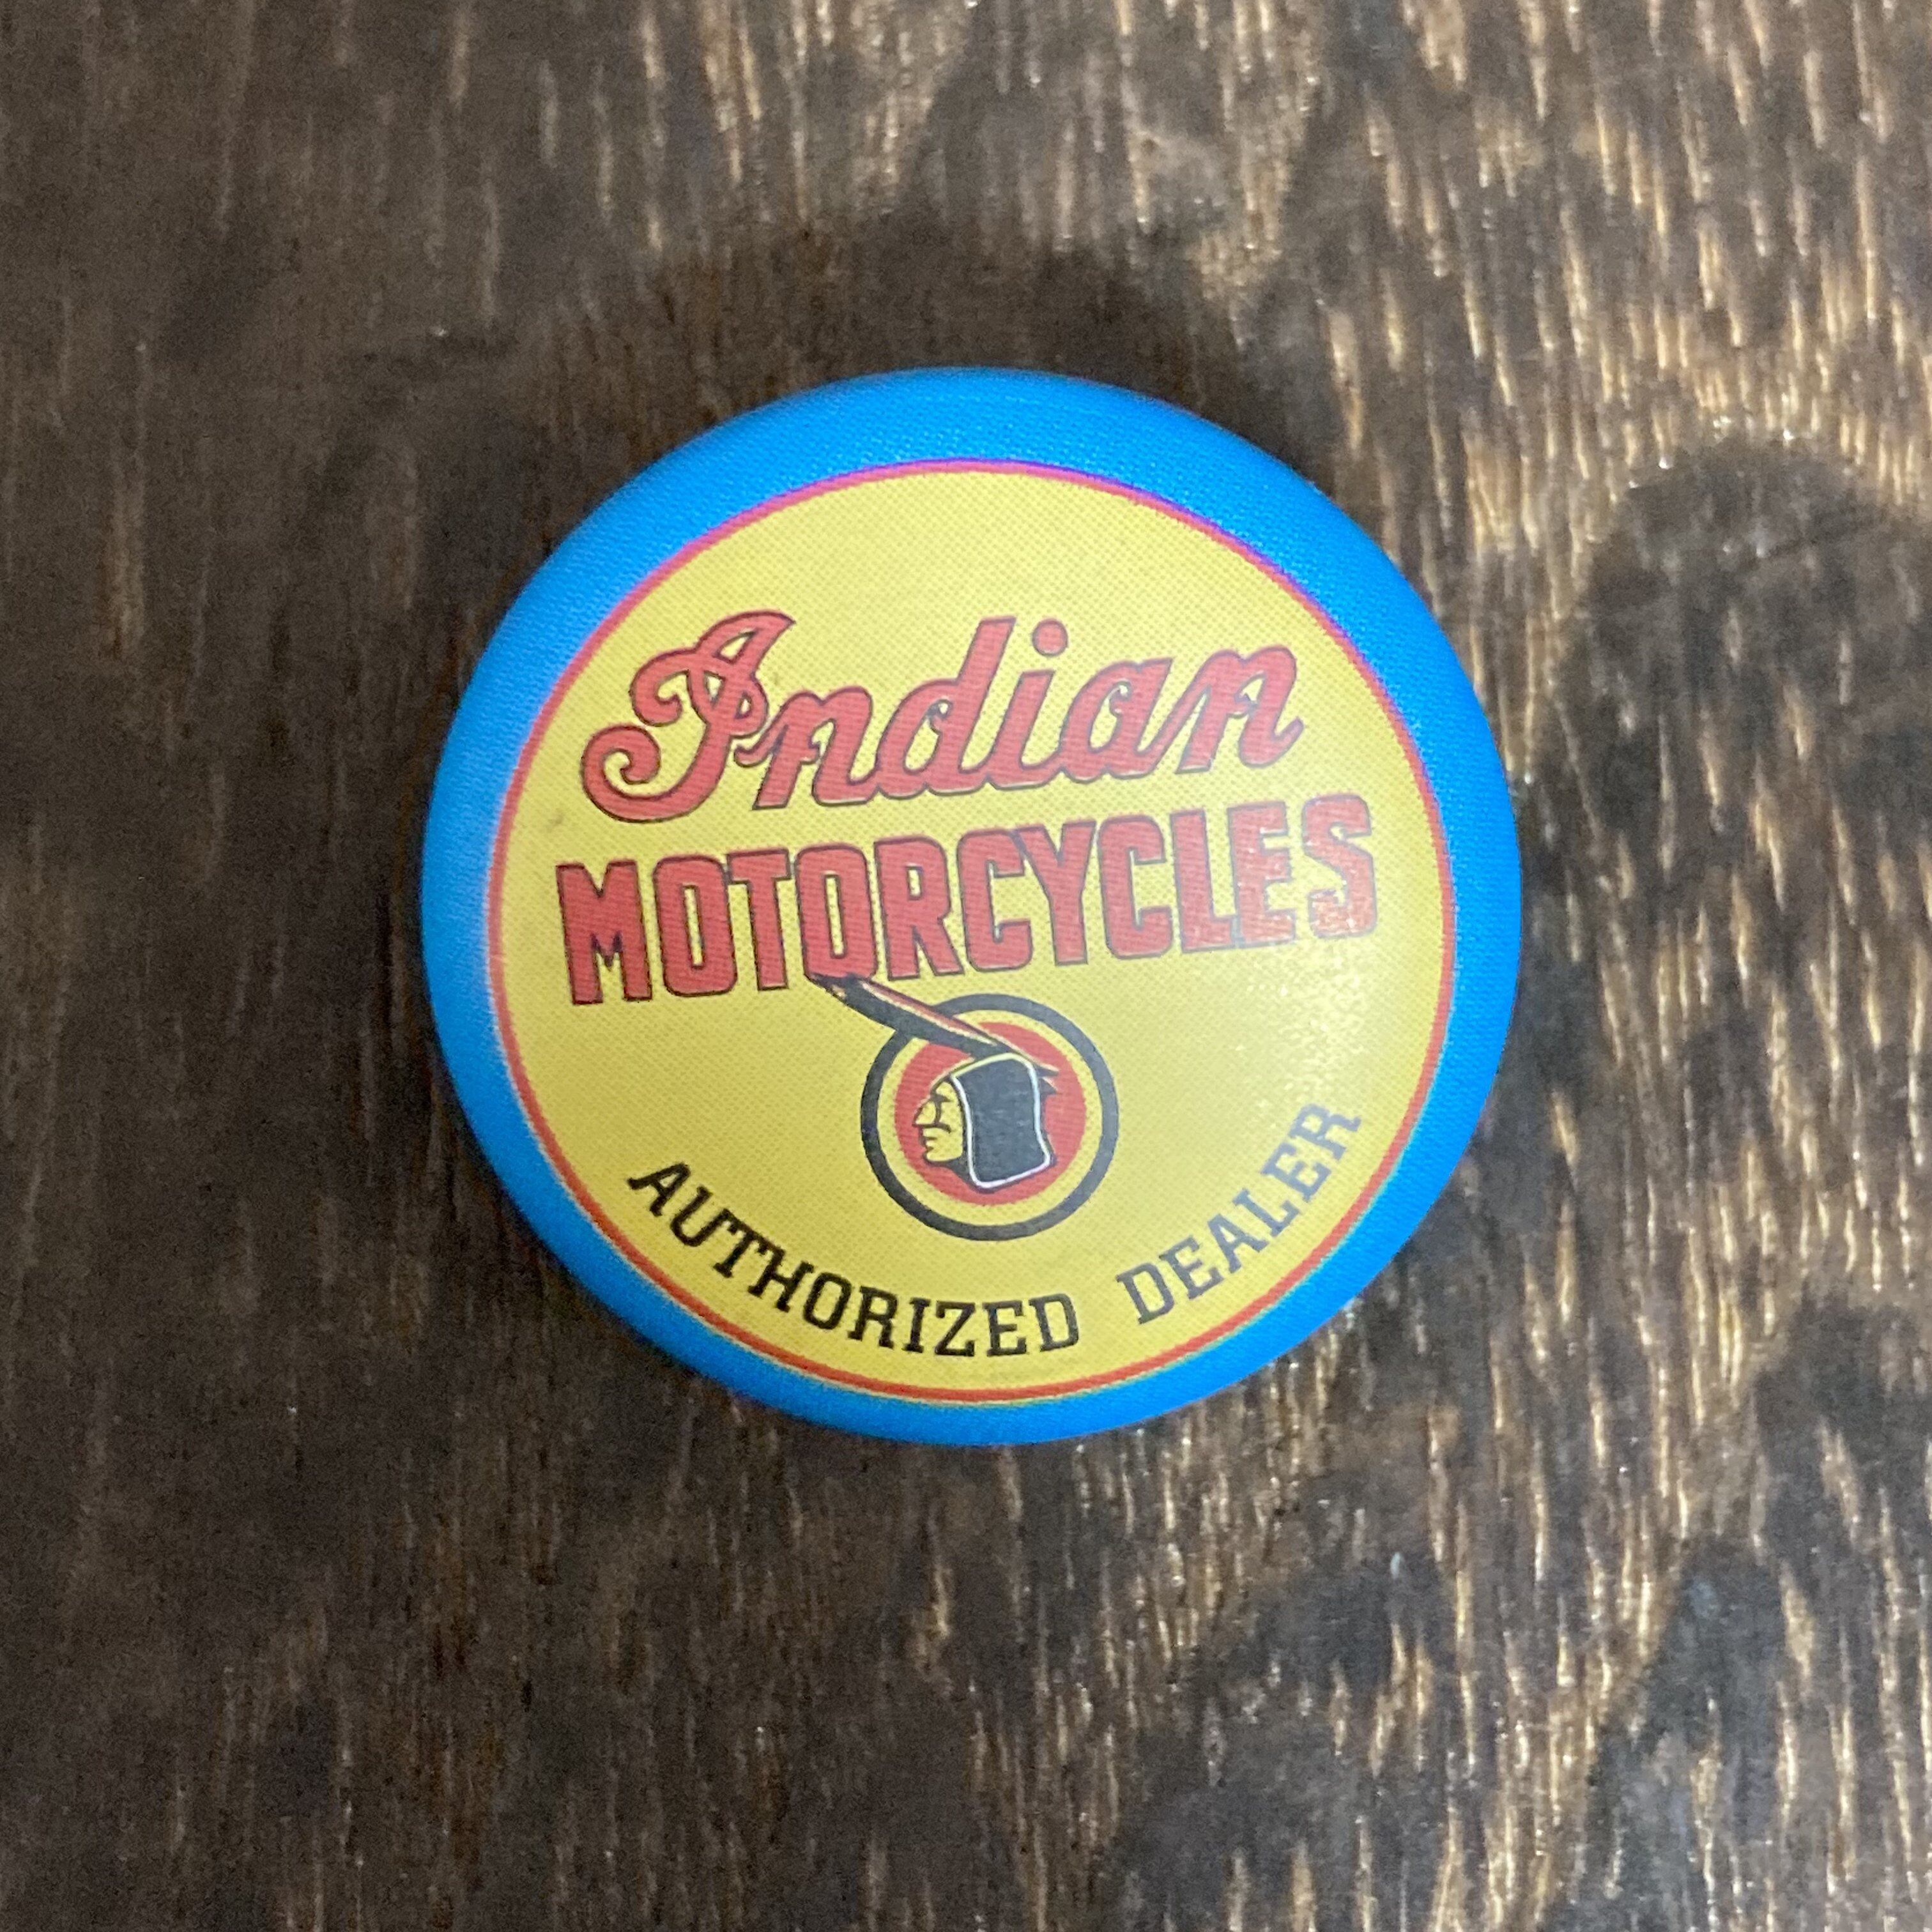 Indian
MOTORCYCLES
AUTHORIZED DEALER